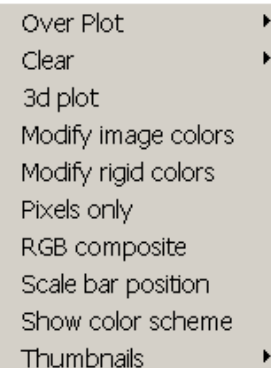 Over Plot
Clear
3d plot
Modify image colors
Modify rigid colors
Pixels only
RGB composite
Scale bar position
Show color scheme
Thumbnails